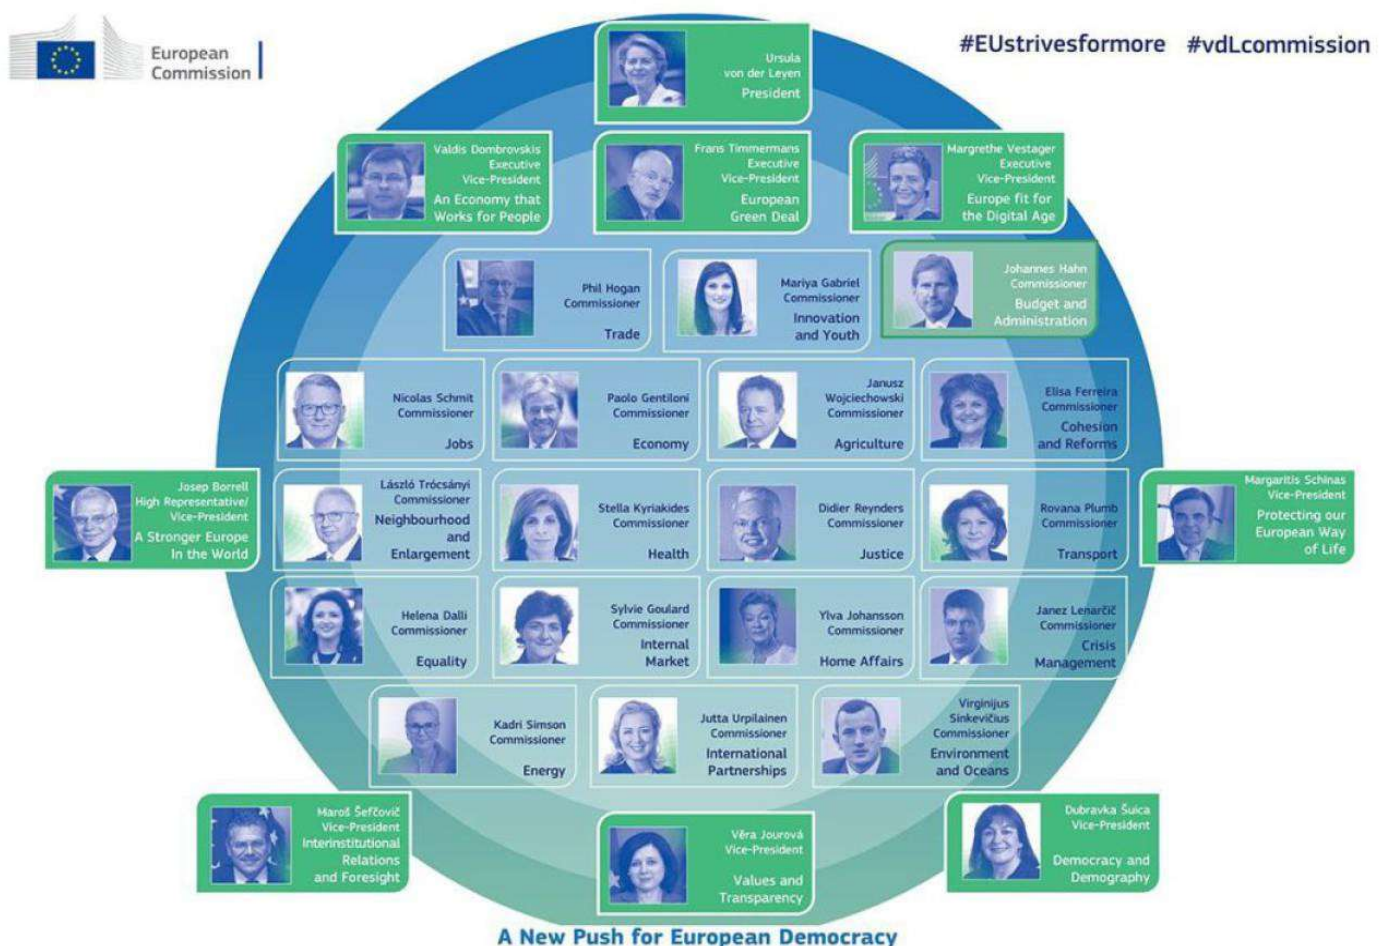 European
Commission
#EUstrivesformore #vdLcommission
Ursula
von der Leyen
President
Valdis Dombrovskis
Executive
Vice-President
An Economy that
Works for People
Frans Timmermans
Executive
Vice-President
European
Green Deal
Margrethe Vestager
Executive
Vice-President
Europe fit for
the Digital Age
Phil Hogan
Commissioner
Trade
Mariya Gabriel
Commissioner
Innovation
and Youth
Johannes Hahn
Commissioner
Budget and
Administration
Nicolas Schmit
Commissioner
Jobs
Paolo Gentiloni
Commissioner
Economy
Janusz
Wojciechowski
Commissioner
Agriculture
Elisa Ferreira
Commissioner
Cohesion
and Reforms
Josep Borrell
High Representative/
Vice-President
A Stronger Europe
In the World
László Trócsányi
Commissioner
Neighbourhood
and
Enlargement
Stella Kyriakides
Commissioner
Health
Didier Reynders
Commissioner
Justice
Rovana Plumb
Commissioner
Transport
Margaritis Schinas
Vice-President
Protecting our
European Way
of Life
Helena Dalli
Commissioner
Equality
Sylvie Goulard
Commissioner
Internal
Market
Ylva Johansson
Commissioner
Home Affairs
Janez Lenarčič
Commissioner
Crisis
Management
Kadri Simson
Commissioner
Energy
Jutta Urpilainen
Commissioner
International
Partnerships
Virginijus
Sinkevičius
Commissioner
Environment
and Oceans
Maroš Šefčovič
Vice-President
Interinstitutional
Relations
and Foresight
Věra Jourová
Vice-President
Values and
Transparency
Dubravka Šuica
Vice-President
Democracy and
Demography
A New Push for European Democracy